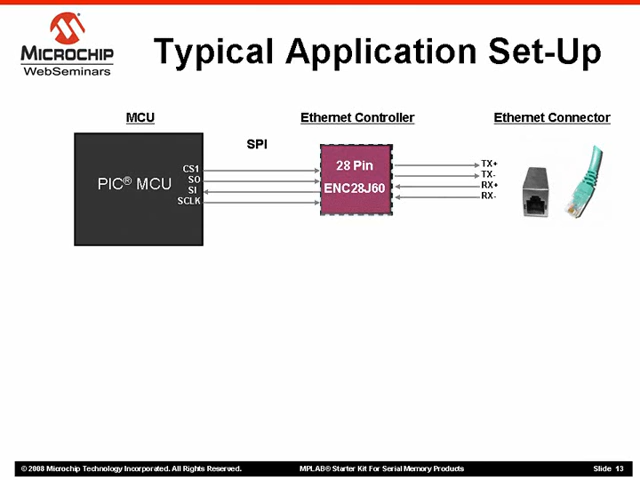 MICROCHIP
WebSeminars
Typical Application Set-Up
MCU
Ethernet Controller
Ethernet Connector
SPI
PIC® MCU
CS1
SO
SI
SCLK
28 Pin
ENC28J60
TX+
TX-
RX+
RX-
© 2008 Microchip Technology Incorporated. All Rights Reserved.
MPLAB® Starter Kit For Serial Memory Products
Slide 13